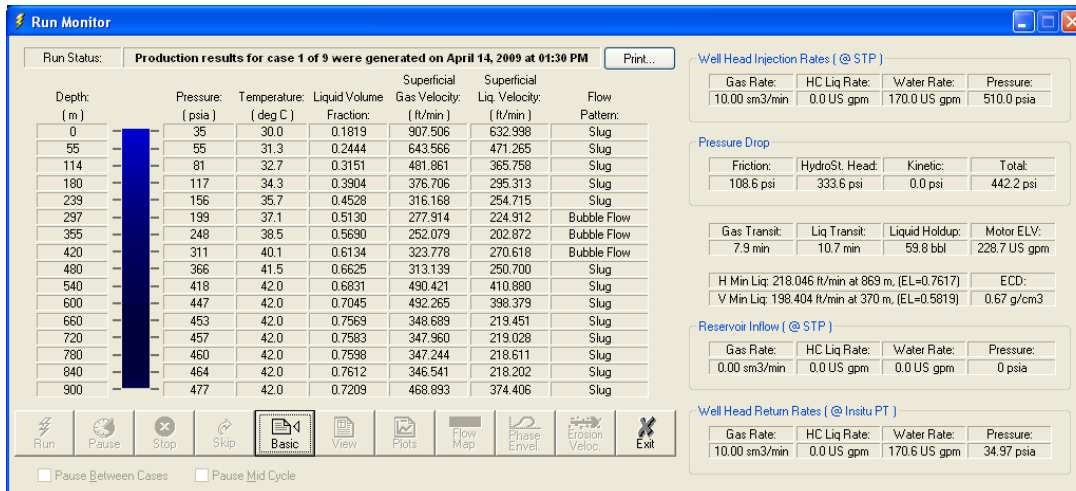 Run Monitor
Run Status: Production results for case 1 of 9 were generated on April 14, 2009 at 01:30 PM Print...
Superficial Superficial
Depth: Pressure: Temperature: Liquid Volume Gas Velocity: Liq. Velocity: Flow
( m ) ( psia ) ( deg C ) Fraction: ( ft/min ) ( ft/min ) Pattern:
0 35 30.0 0.1819 907.506 632.998 Slug
55 55 31.3 0.2444 643.566 471.265 Slug
114 81 32.7 0.3151 481.861 365.758 Slug
180 117 34.3 0.3904 376.706 295.313 Slug
239 156 35.7 0.4528 316.168 254.715 Slug
297 199 37.1 0.5130 277.914 224.912 Bubble Flow
355 248 38.5 0.5690 252.079 202.872 Bubble Flow
420 311 40.1 0.6134 323.778 270.618 Bubble Flow
480 366 41.5 0.6625 313.139 250.700 Slug
540 418 42.0 0.6831 490.421 410.880 Slug
600 447 42.0 0.7045 492.265 398.379 Slug
660 453 42.0 0.7569 348.689 219.451 Slug
720 457 42.0 0.7583 347.960 219.028 Slug
780 460 42.0 0.7598 347.244 218.611 Slug
840 464 42.0 0.7612 346.541 218.202 Slug
900 477 42.0 0.7209 468.893 374.406 Slug
Run Pause Stop Skip Basic View Plots Flow Map Phase Envel. Erosion Veloc. Exit
Pause Between Cases Pause Mid Cycle
Well Head Injection Rates ( @ STP )
Gas Rate: HC Liq Rate: Water Rate: Pressure:
10.00 sm3/min 0.0 US gpm 170.0 US gpm 510.0 psia
Pressure Drop
Friction: HydroSt. Head: Kinetic: Total:
108.6 psi 333.6 psi 0.0 psi 442.2 psi
Gas Transit: Liq Transit: Liquid Holdup: Motor ELV:
7.9 min 10.7 min 59.8 bbl 228.7 US gpm
H Min Liq: 218.046 ft/min at 869 m, (EL=0.7617) ECD:
V Min Liq: 198.404 ft/min at 370 m, (EL=0.5819) 0.67 g/cm3
Reservoir Inflow ( @ STP )
Gas Rate: HC Liq Rate: Water Rate: Pressure:
0.00 sm3/min 0.0 US gpm 0.0 US gpm 0 psia
Well Head Return Rates ( @ Insitu PT )
Gas Rate: HC Liq Rate: Water Rate: Pressure:
10.00 sm3/min 0.0 US gpm 170.6 US gpm 34.97 psia